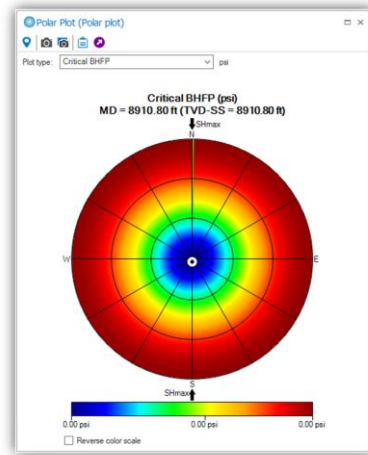 Polar Plot (Polar plot)
Plot type: Critical BHFP psi
Critical BHFP (psi)
MD = 8910.80 ft (TVD-SS = 8910.80 ft)
SHmax
N
W E
S
SHmax
0.00 psi 0.00 psi 0.00 psi
Reverse color scale